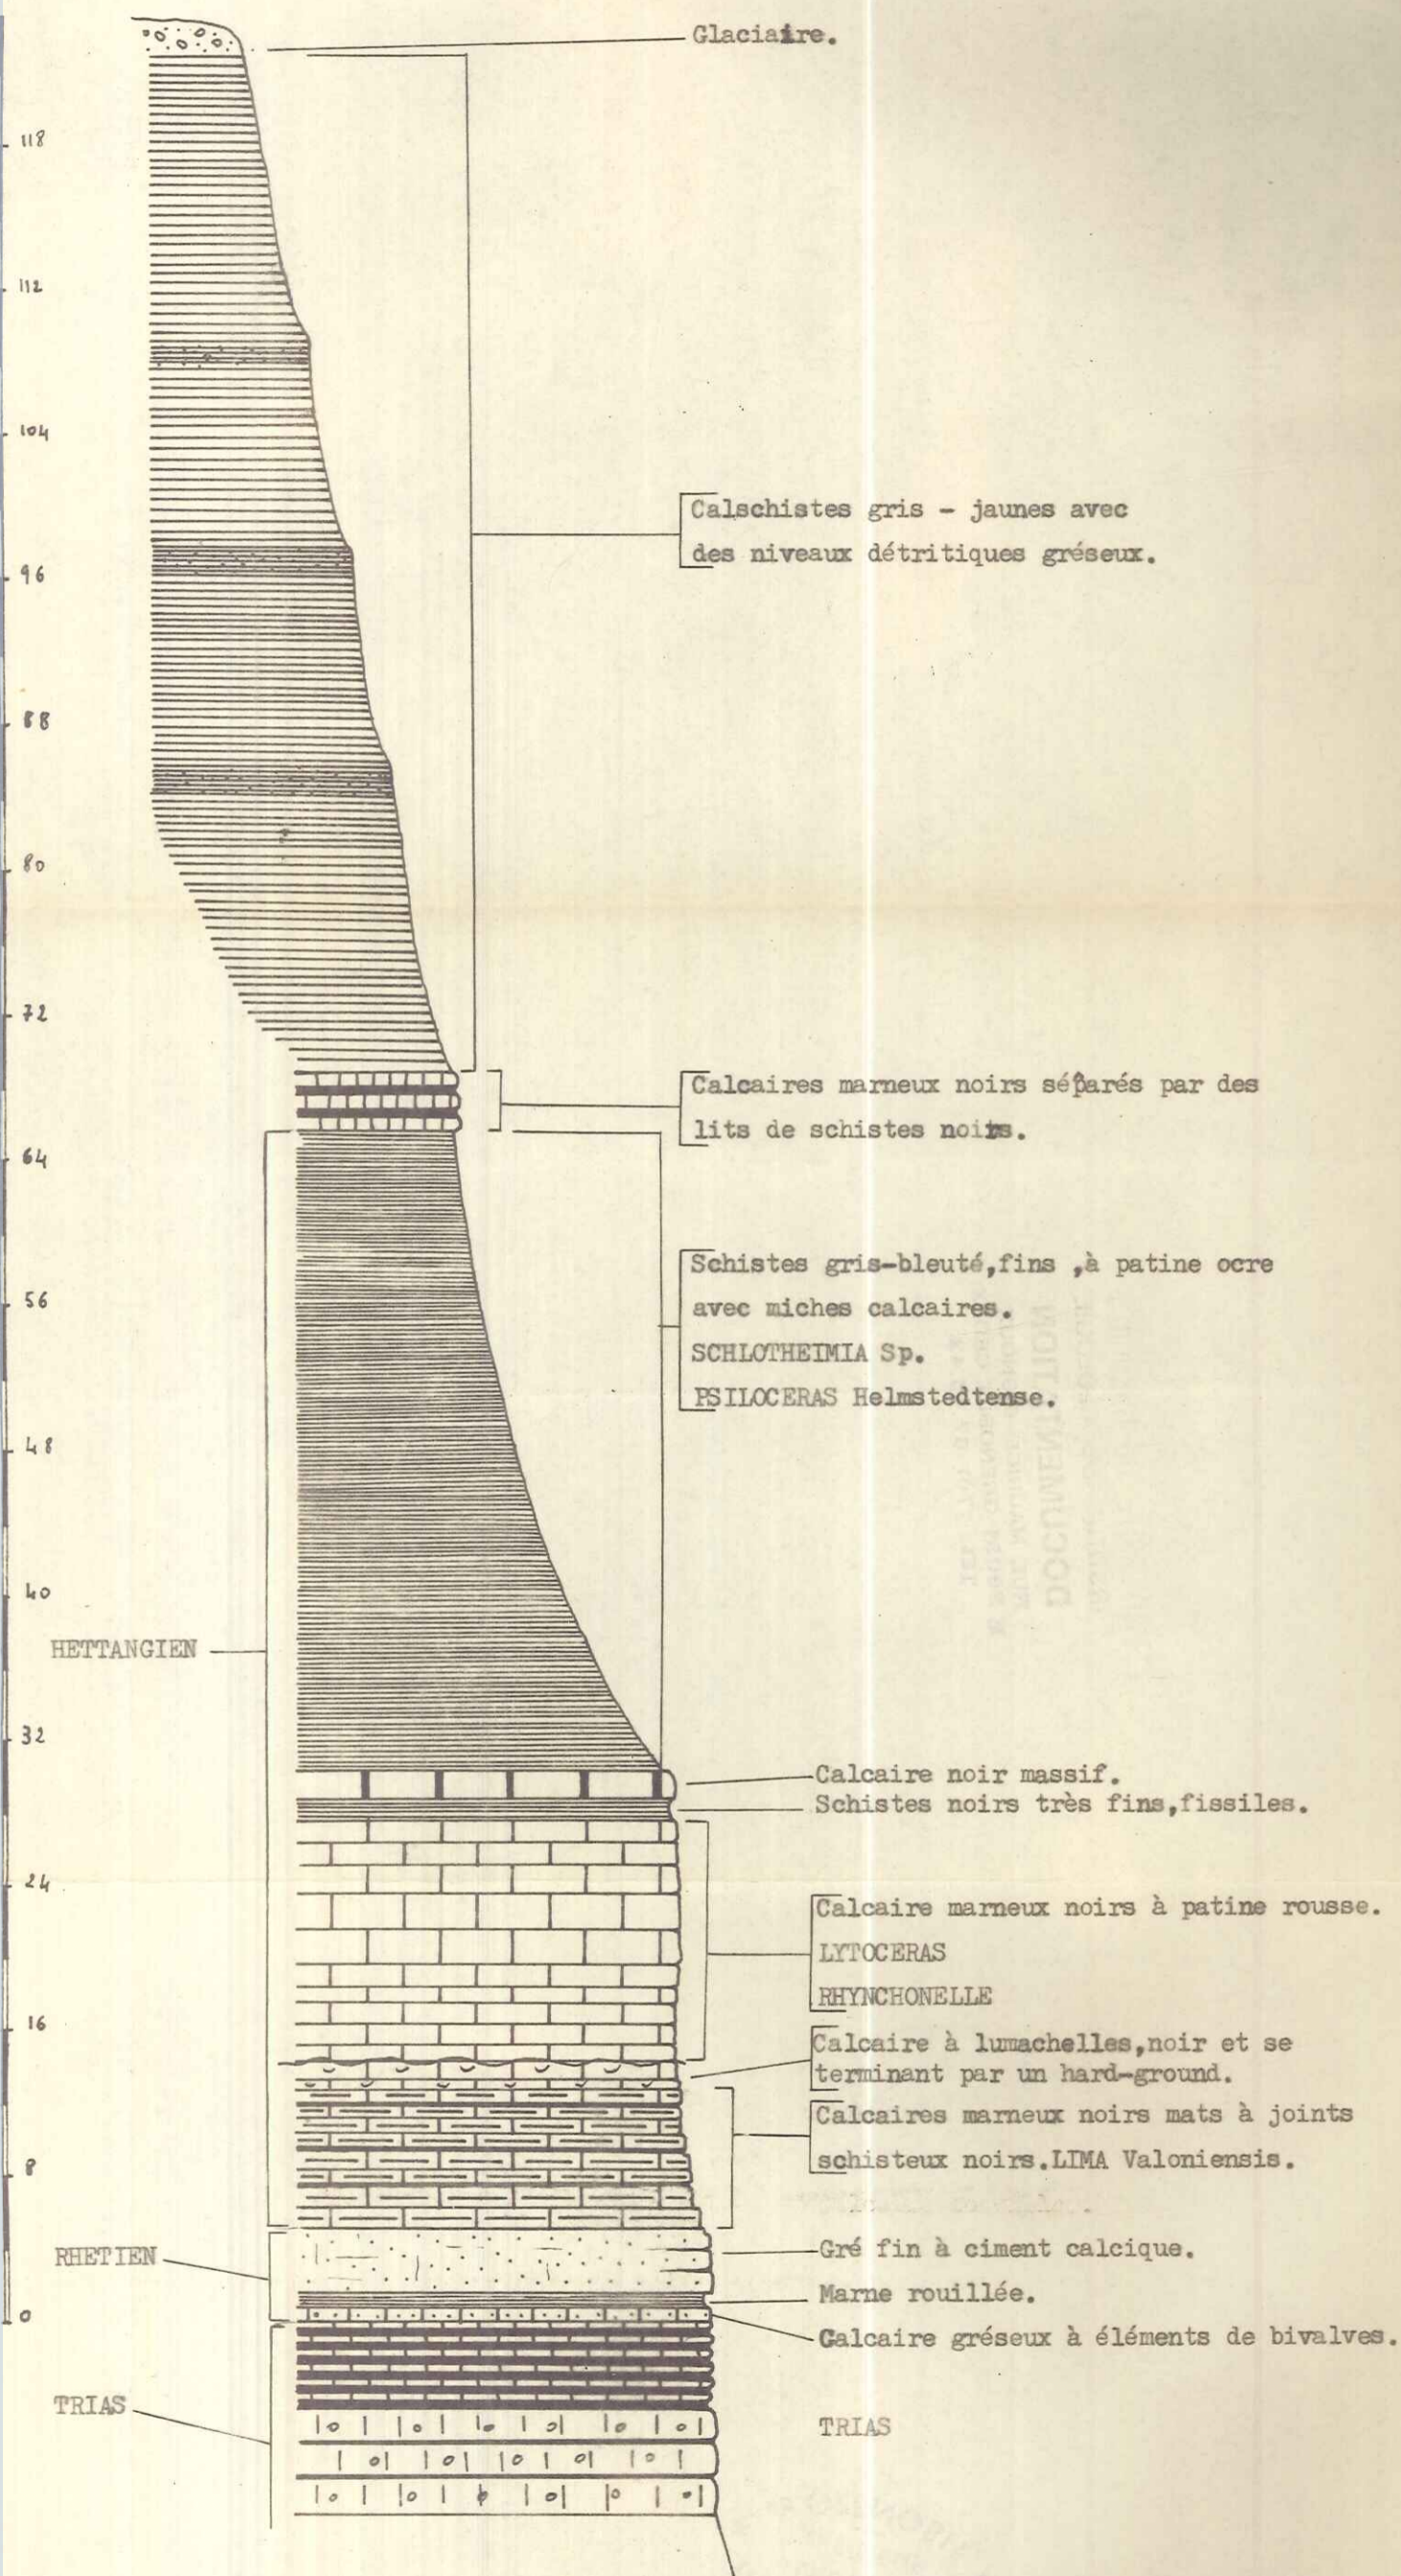 Glaciaire.
118
112
104
Calschistes gris - jaunes avec
des niveaux détritiques gréseux.
96
88
80
72
Calcaires marneux noirs séparés par des
lits de schistes noirs.
64
Schistes gris-bleuté,fins ,à patine ocre
avec miches calcaires.
SCHLOTHEIMIA Sp.
PSILOCERAS Helmstedtense.
56
48
40
HETTANGIEN
32
Calcaire noir massif.
Schistes noirs très fins,fissiles.
24
Calcaire marneux noirs à patine rousse.
LYTOCERAS
RHYNCHONELLE
16
Calcaire à lumachelles,noir et se
terminant par un hard-ground.
Calcaires marneux noirs mats à joints
schisteux noirs.LIMA Valoniensis.
8
RHETIEN
Gré fin à ciment calcique.
Marne rouillée.
0
Calcaire gréseux à éléments de bivalves.
TRIAS
TRIAS